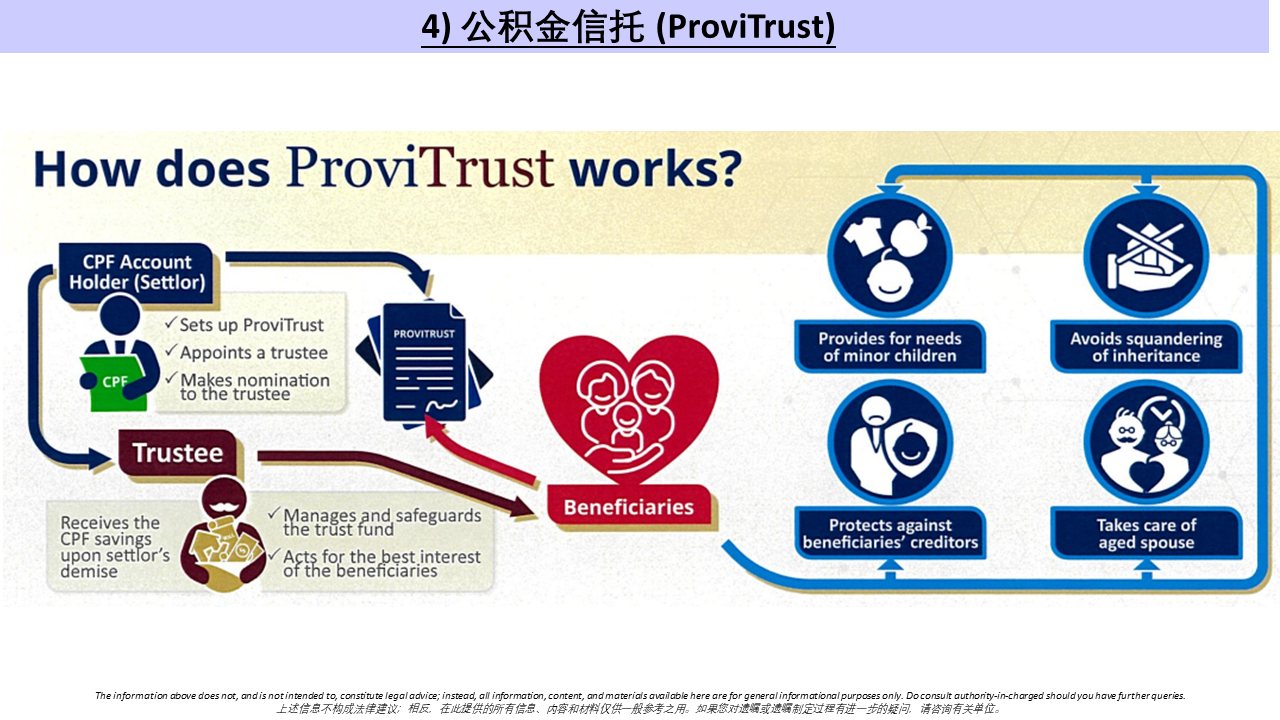 4) 公积金信托 (ProviTrust)
How does ProviTrust works?
CPF Account
Holder (Settlor)
✓ Sets up ProviTrust
✓ Appoints a trustee
✓ Makes nomination
to the trustee
CPF
PROVITRUST
Trustee
Receives the
CPF savings
upon settlor's
demise
✓ Manages and safeguards
the trust fund
✓ Acts for the best interest
of the beneficiaries
Beneficiaries
Provides for needs
of minor children
Avoids squandering
of inheritance
Protects against
beneficiaries' creditors
Takes care of
aged spouse
The information above does not, and is not intended to, constitute legal advice; instead, all information, content, and materials available here are for general informational purposes only. Do consult authority-in-charged should you have further queries.
上述信息不构成法律建议；相反，在此提供的所有信息、内容和材料仅供一般参考之用。如果您对遗嘱或遗嘱制定过程有进一步的疑问，请咨询有关单位。